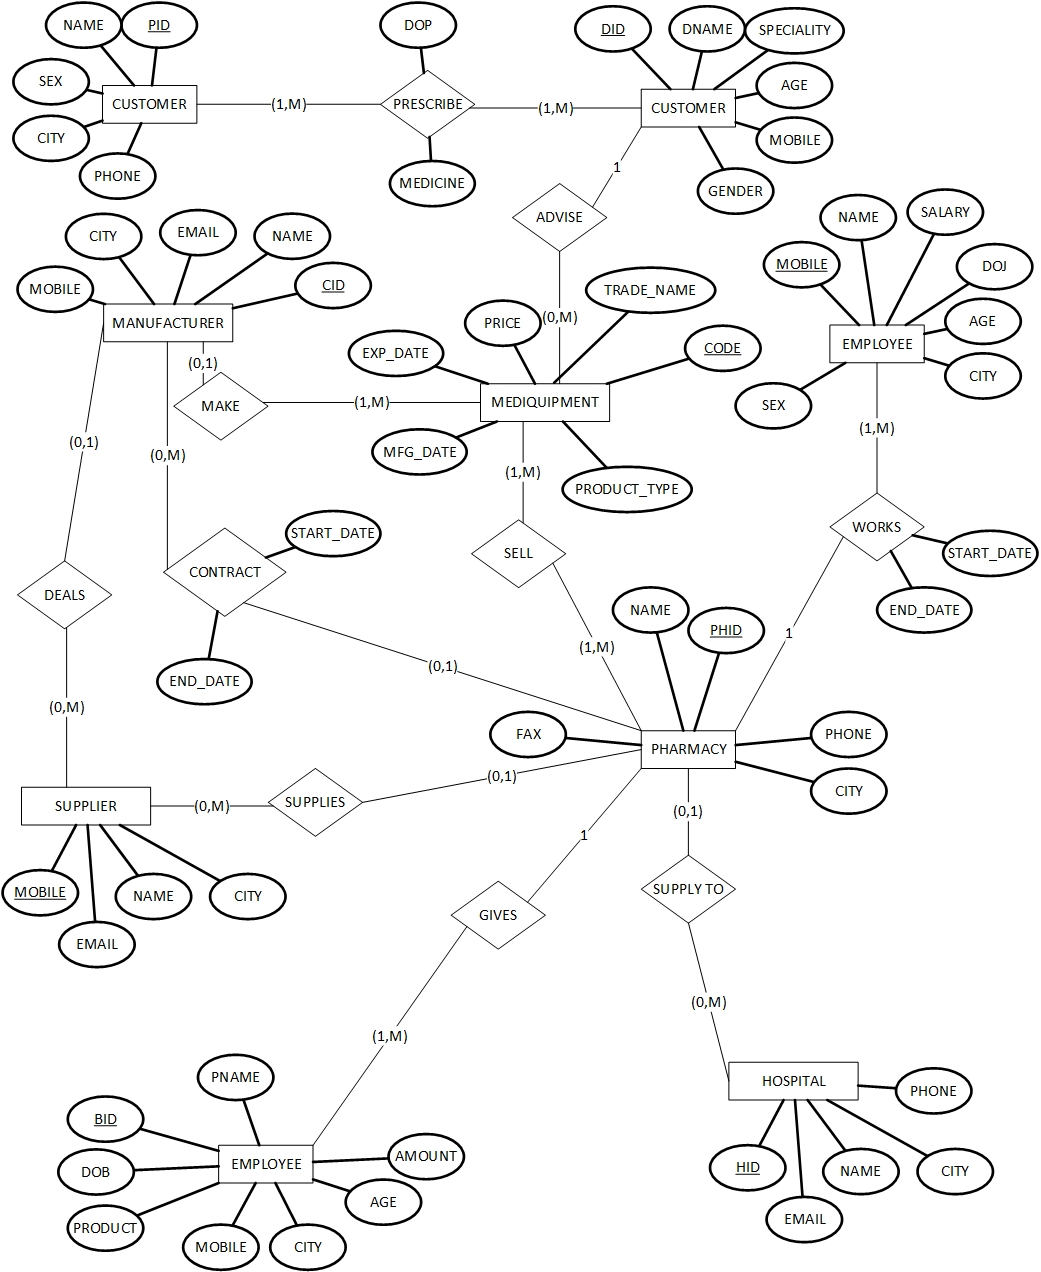 NAME
PID
DOP
DID
DNAME
SPECIALITY
SEX
CUSTOMER
(1,M)
PRESCRIBE
(1,M)
CUSTOMER
AGE
CITY
MOBILE
PHONE
MEDICINE
1
GENDER
ADVISE
NAME
SALARY
CITY
EMAIL
NAME
MOBILE
DOJ
MOBILE
CID
TRADE_NAME
MANUFACTURER
PRICE
(0,M)
AGE
EMPLOYEE
EXP_DATE
CODE
(0,1)
CITY
MAKE
(1,M)
MEDIQUIPMENT
SEX
(0,1)
(0,M)
MFG_DATE
(1,M)
(1,M)
PRODUCT_TYPE
START_DATE
WORKS
SELL
START_DATE
CONTRACT
DEALS
NAME
END_DATE
PHID
1
(1,M)
(0,1)
END_DATE
(0,M)
FAX
PHARMACY
PHONE
(0,1)
CITY
SUPPLIER
(0,M)
SUPPLIES
(0,1)
1
MOBILE
NAME
CITY
SUPPLY TO
GIVES
EMAIL
(0,M)
(1,M)
PNAME
HOSPITAL
PHONE
BID
EMPLOYEE
AMOUNT
DOB
HID
NAME
CITY
AGE
PRODUCT
EMAIL
MOBILE
CITY